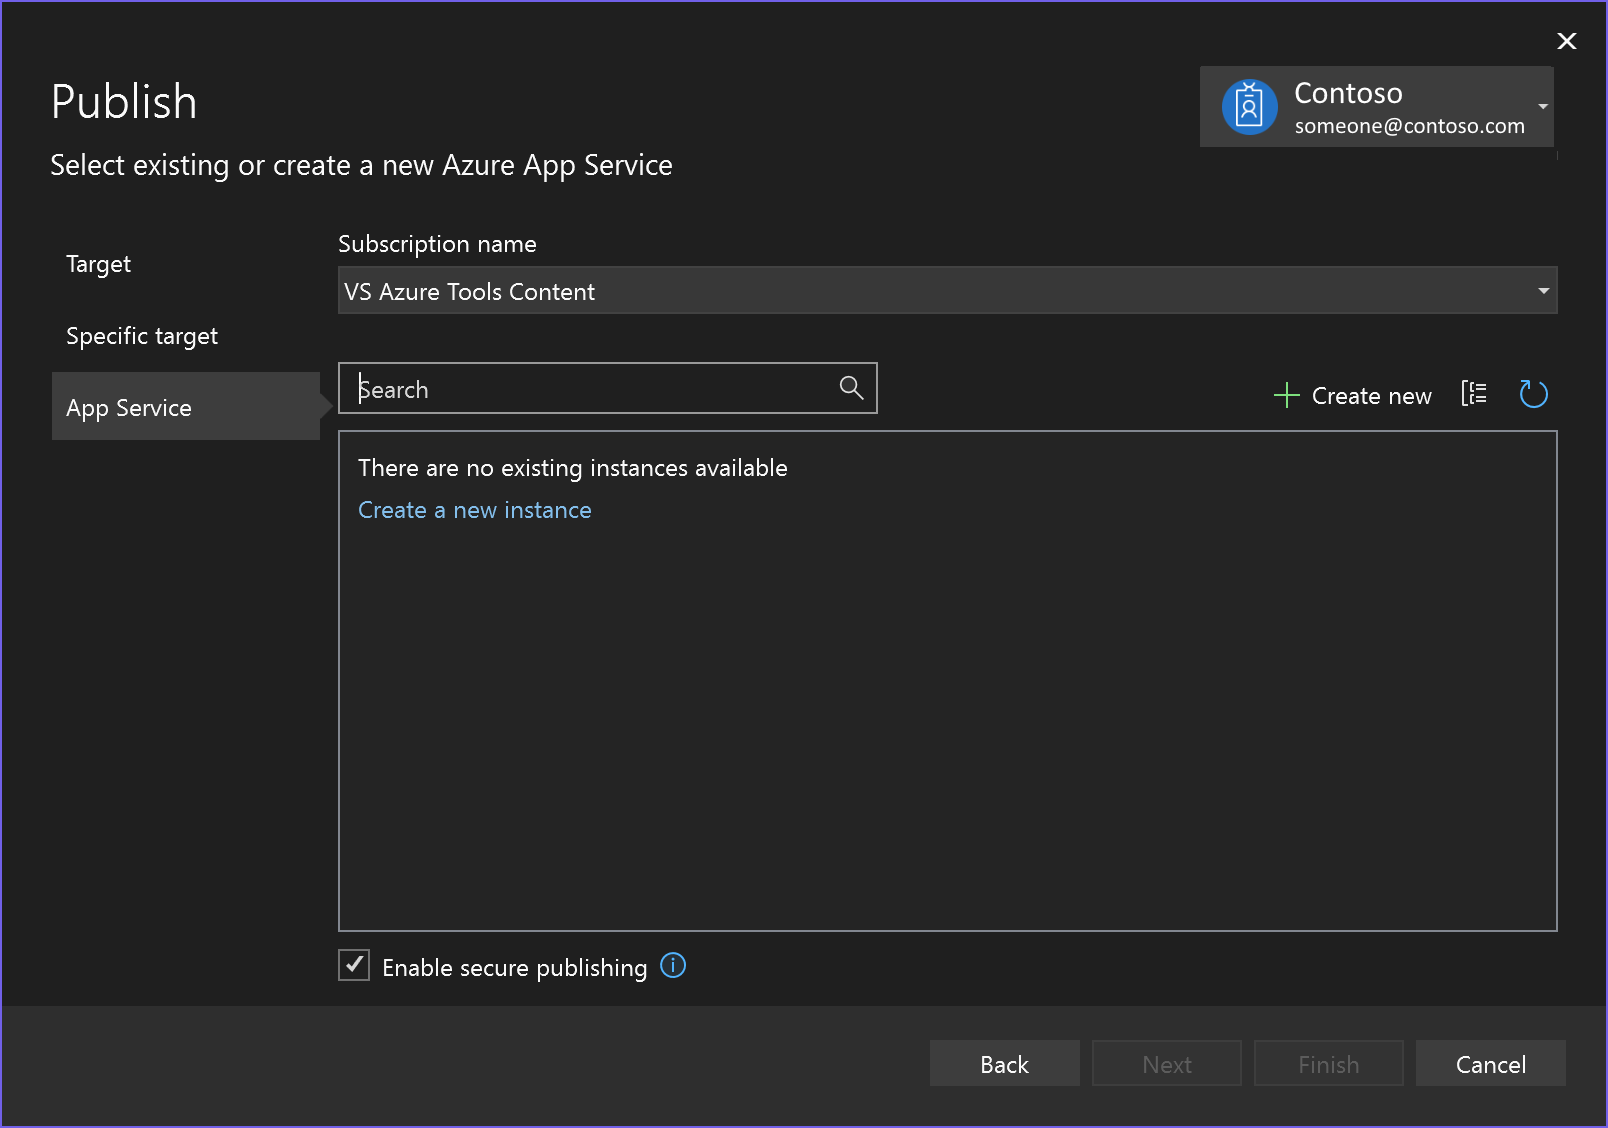 Publish
Contoso
someone@contoso.com
Select existing or create a new Azure App Service
Target
Specific target
App Service
Subscription name
VS Azure Tools Content
Search
Create new
There are no existing instances available
Create a new instance
Enable secure publishing
Back
Next
Finish
Cancel